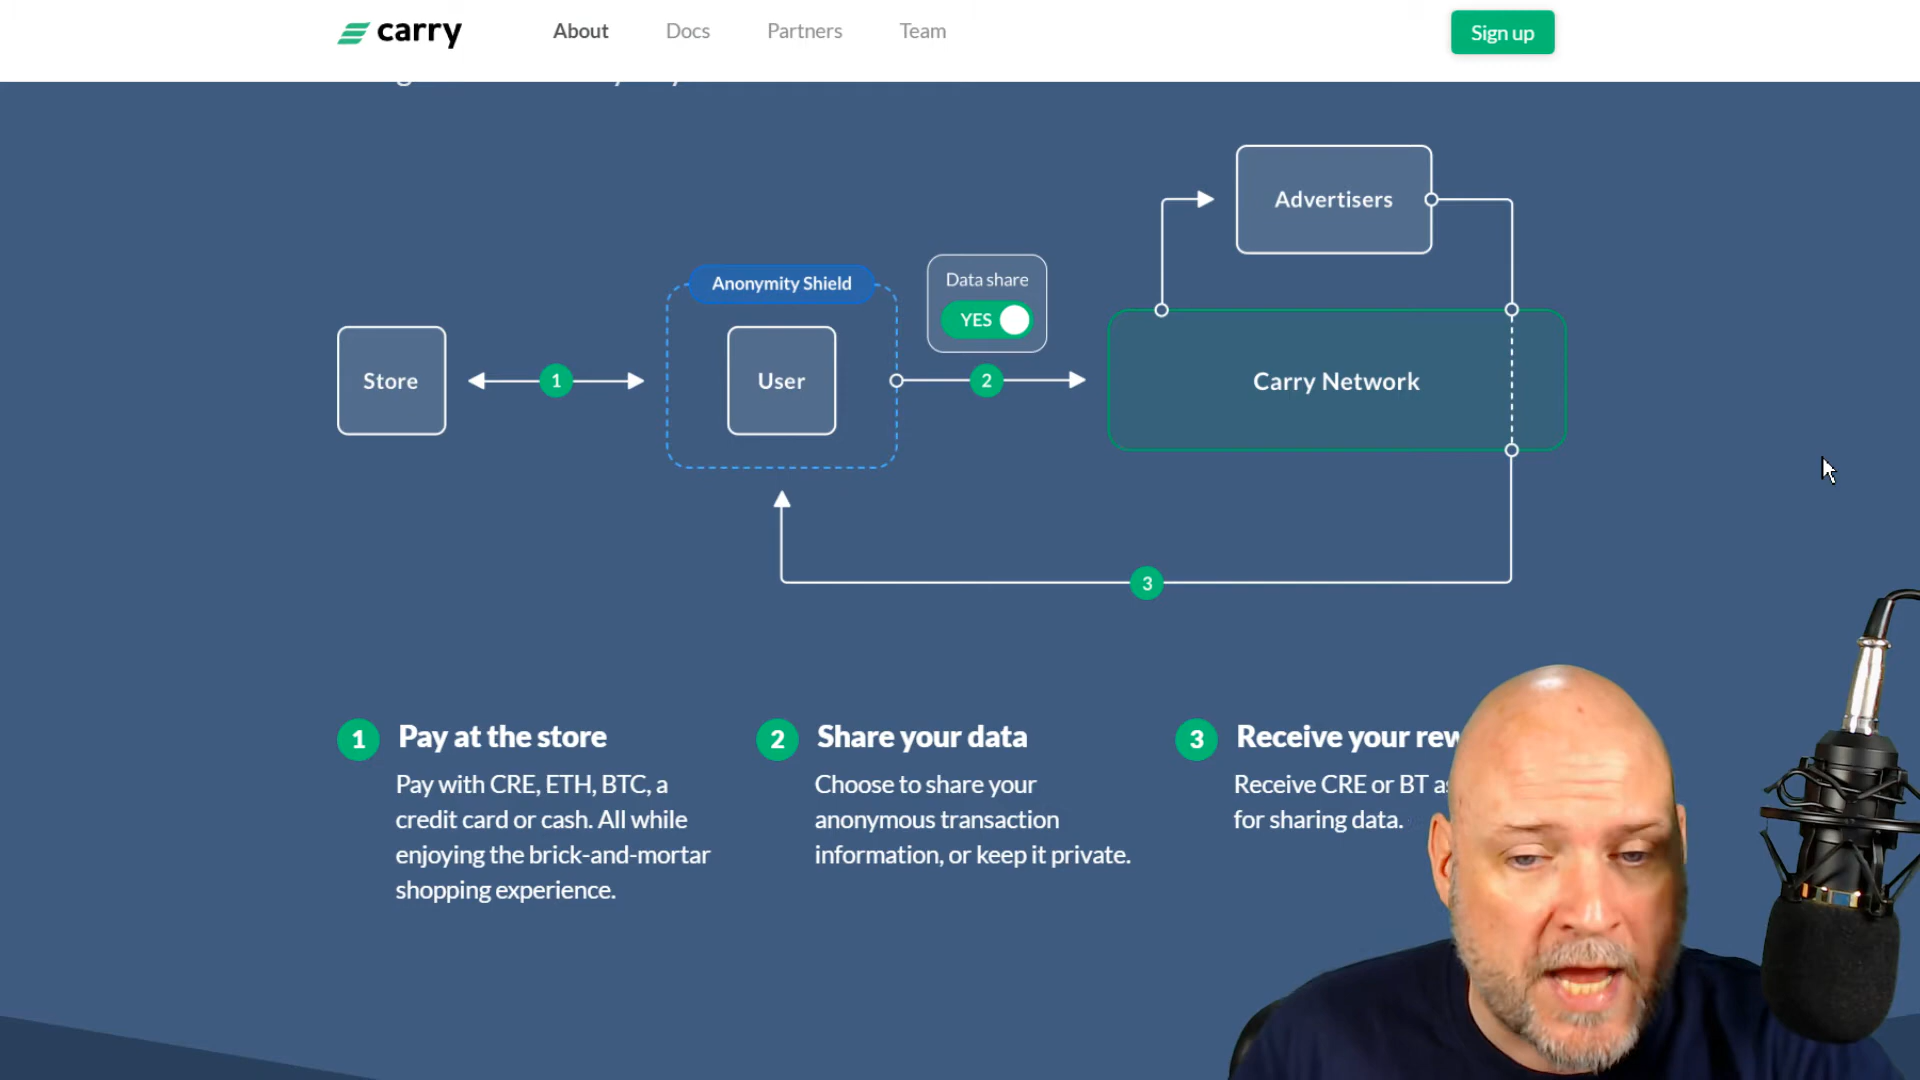 carry
About
Docs
Partners
Team
Sign up
Advertisers
Anonymity Shield
Data share
YES
Store
1
User
2
Carry Network
3
1 Pay at the store
Pay with CRE, ETH, BTC, a
credit card or cash. All while
enjoying the brick-and-mortar
shopping experience.
2 Share your data
Choose to share your
anonymous transaction
information, or keep it private.
3 Receive your
Receive CRE or BT
for sharing data.